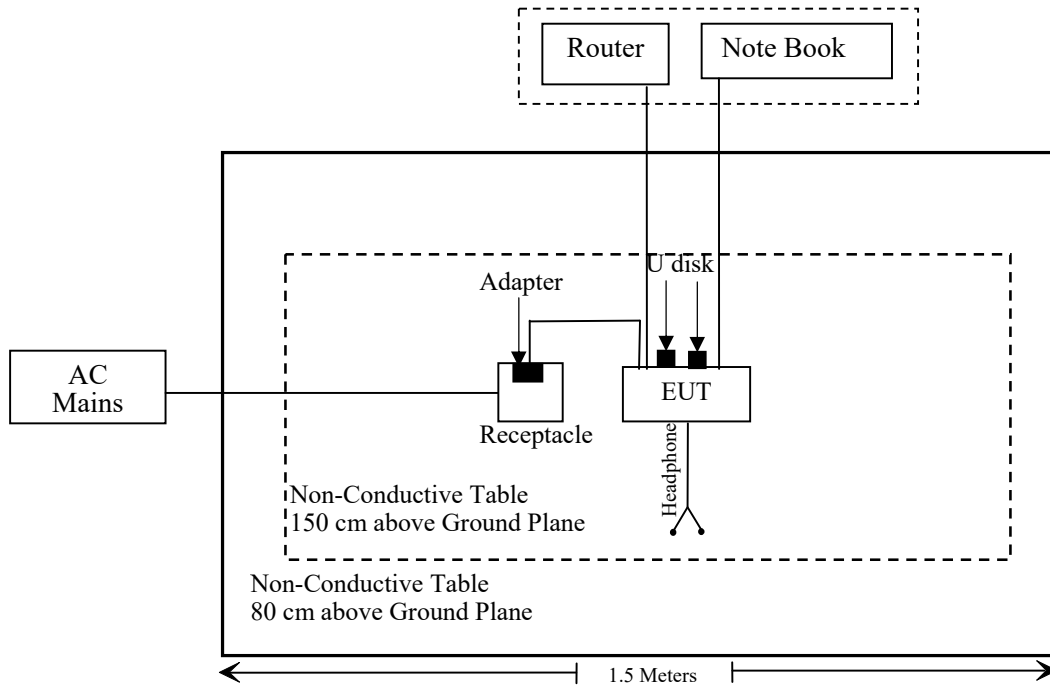 Router
Note Book
U disk
Adapter
AC
Mains
EUT
Receptacle
Headphone
Non-Conductive Table
150 cm above Ground Plane
Non-Conductive Table
80 cm above Ground Plane
1.5 Meters